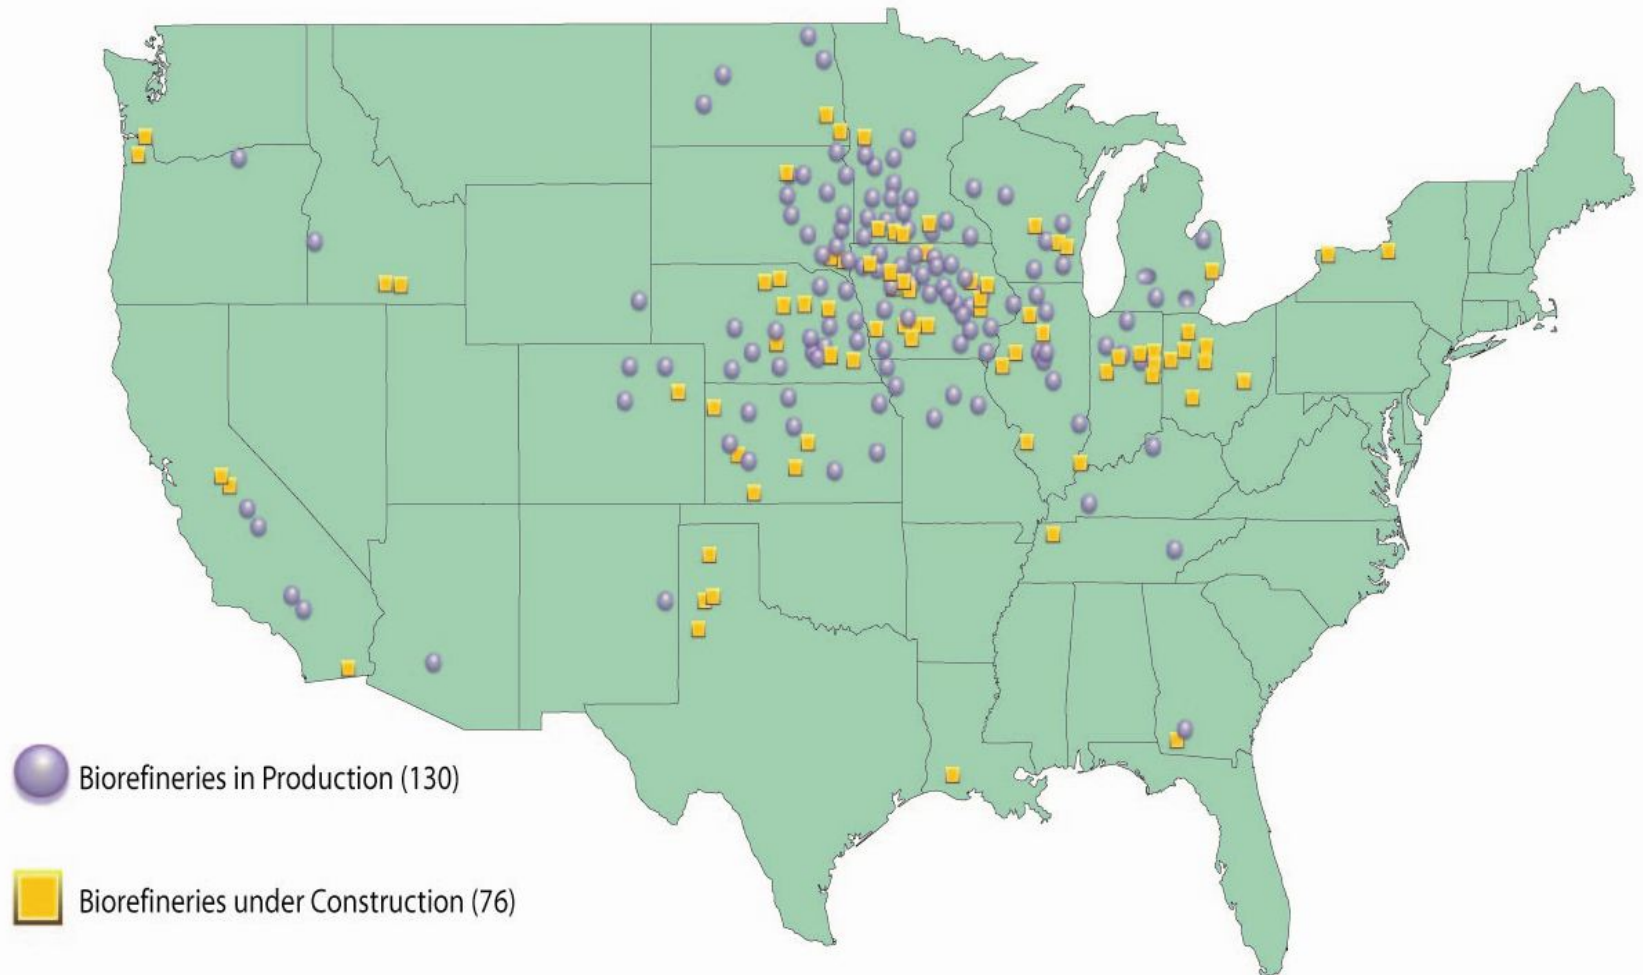 Biorefineries in Production (130)
Biorefineries under Construction (76)